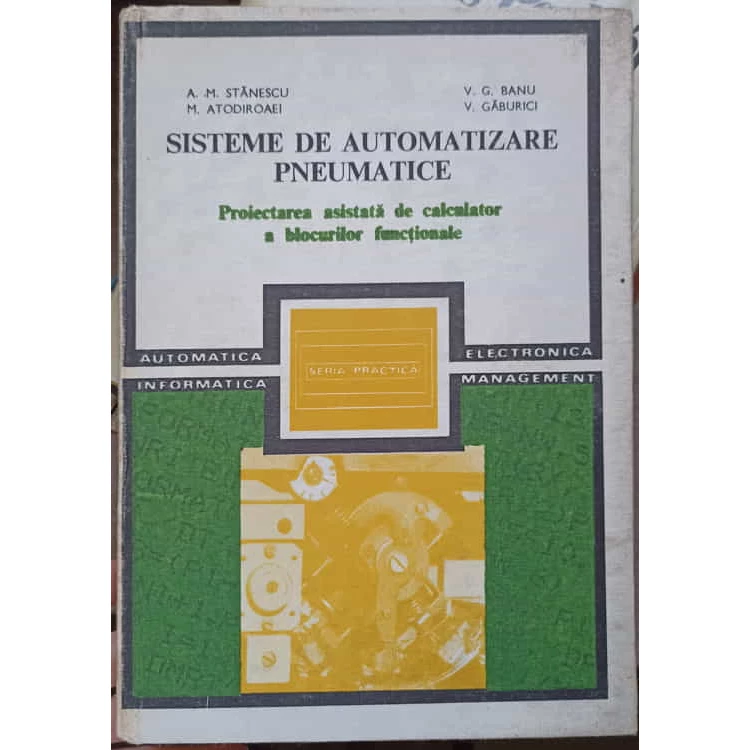 A. M. STĂNESCU
M. ATODIROAEI
V. G. BANU
V. GĂBURICI
SISTEME DE AUTOMATIZARE
PNEUMATICE
Proiectarea asistată de calculator
a blocurilor funcționale
AUTOMATICA
ELECTRONICA
SERIA PRACTICĂ
INFORMATICA
MANAGEMENT